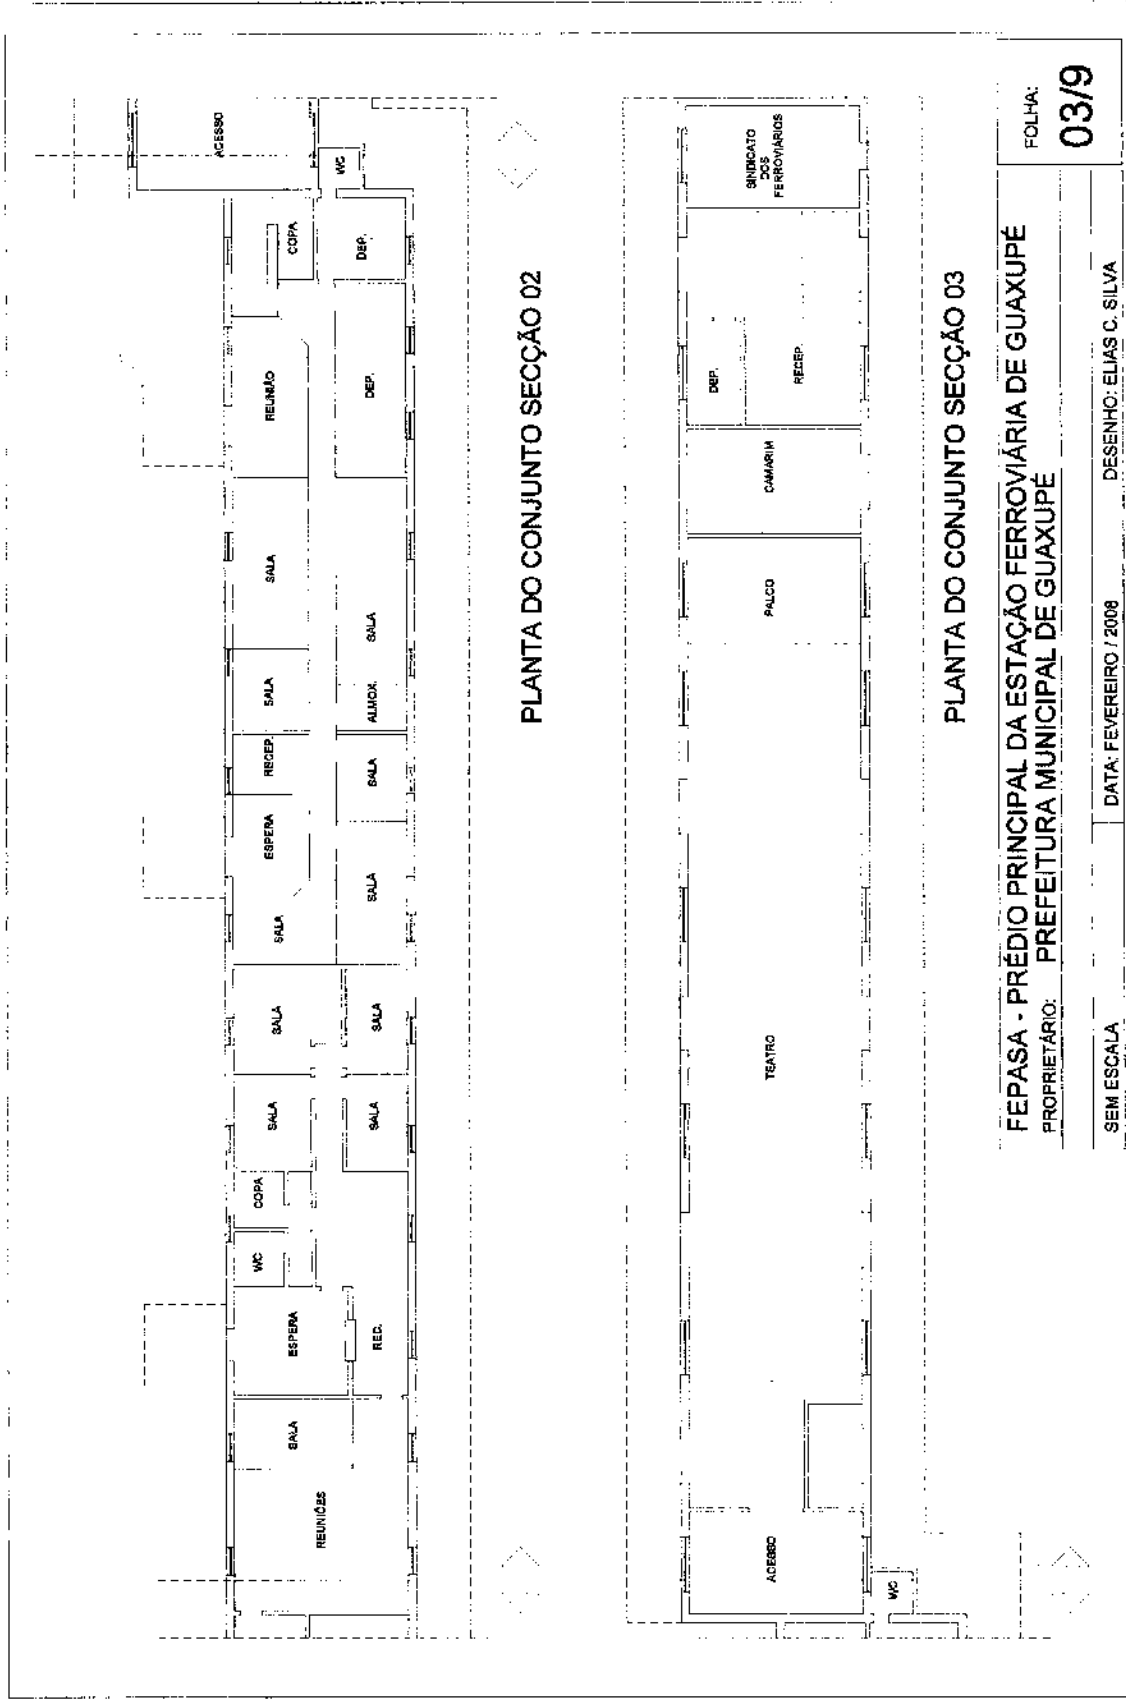 REUNIÕES
SALA
ESPERA
RED.
WC
COPA
SALA
SALA
SALA
SALA
SALA
ESPERA
RECEP.
SALA
SALA
SALA
ALMOX.
SALA
SALA
REUNIÃO
DEP.
COPA
DEP.
WC
ACESSO
PLANTA DO CONJUNTO SECÇÃO 02
ACESSO
WC
TEATRO
PALCO
CAMARIM
DEP.
RECEP.
SINDICATO
DOS
FERROVIÁRIOS
PLANTA DO CONJUNTO SECÇÃO 03
FEPASA - PRÉDIO PRINCIPAL DA ESTAÇÃO FERROVIÁRIA DE GUAXUPÉ
PROPRIETÁRIO: PREFEITURA MUNICIPAL DE GUAXUPÉ
SEM ESCALA
DATA: FEVEREIRO / 2008
DESENHO: ELIAS C. SILVA
FOLHA:
03/9